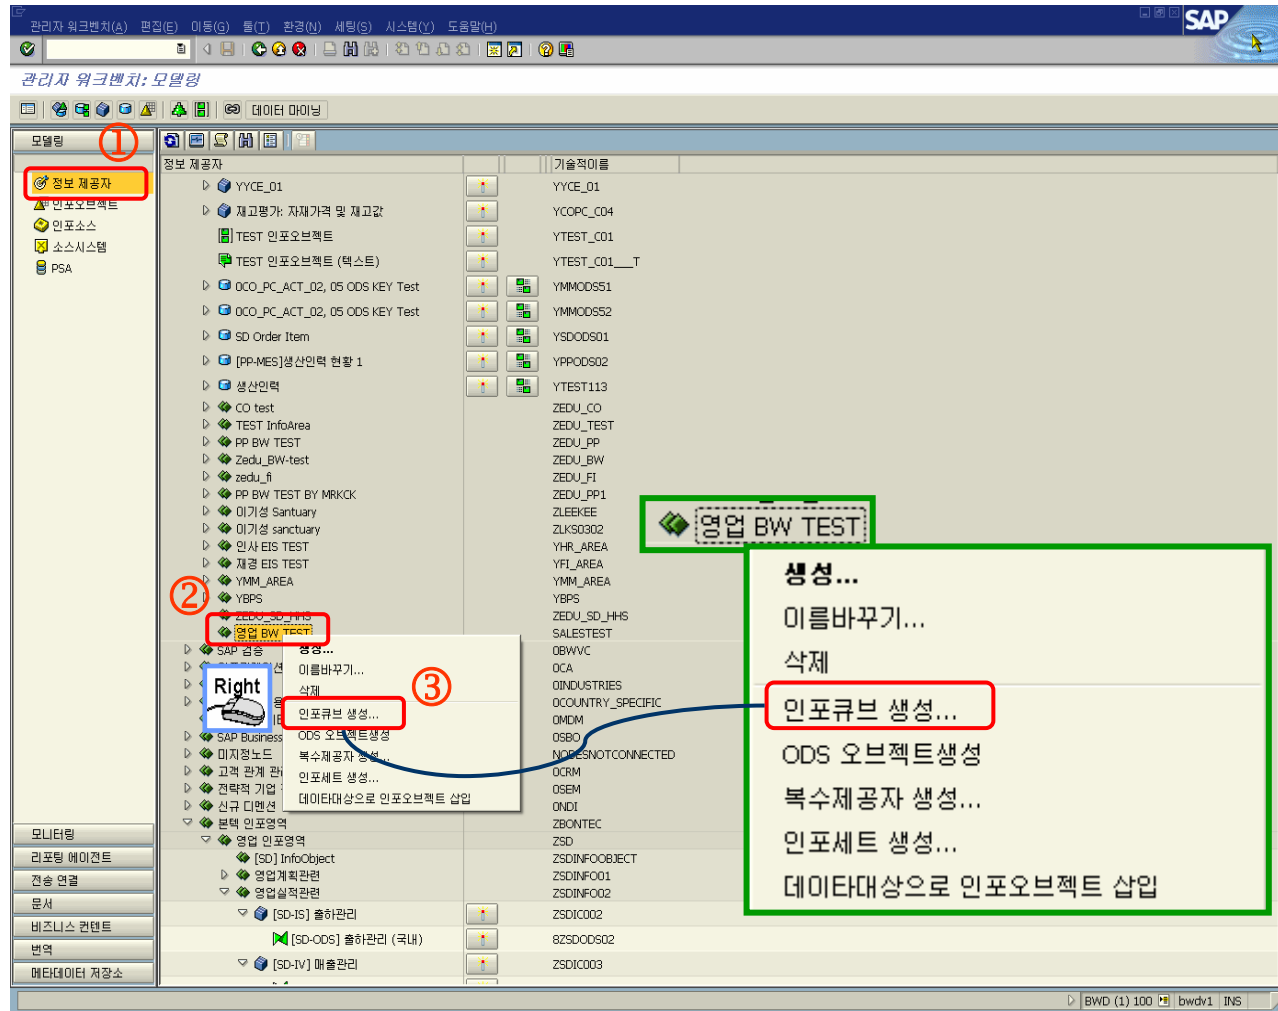 관리자 워크벤치(A) 편집(E) 이동(G) 툴(T) 환경(N) 세팅(S) 시스템(Y) 도움말(H)
SAP
관리자 워크벤치: 모델링
데이터 마이닝
모델링
①
정보 제공자
인포오브젝트
인포소스
소스시스템
PSA
정보 제공자 기술적이름
YYCE_01 YYCE_01
재고평가: 자재가격 및 재고값 YCOPC_C04
TEST 인포오브젝트 YTEST_C01
TEST 인포오브젝트 (텍스트) YTEST_C01___T
0CO_PC_ACT_02, 05 ODS KEY Test YMMODS51
0CO_PC_ACT_02, 05 ODS KEY Test YMMODS52
SD Order Item YSDODS01
[PP-MES]생산인력 현황 1 YPPODS02
생산인력 YTEST113
CO test ZEDU_CO
TEST InfoArea ZEDU_TEST
PP BW TEST ZEDU_PP
Zedu_BW-test ZEDU_BW
zedu_fi ZEDU_FI
PP BW TEST BY MRKCK ZEDU_PP1
이기성 Santuary ZLEEKEE
이기성 sanctuary ZLKS0302
인사 EIS TEST YHR_AREA
재경 EIS TEST YFI_AREA
YMM_AREA YMM_AREA
②
YBPS YBPS
ZEDU_SD_HHS ZEDU_SD_HHS
영업 BW TEST SALESTEST
SAP 검증 0BWVC
0CA
0INDUSTRIES
0COUNTRY_SPECIFIC
0MDM
SAP Business 0SBO
미지정노드 NODESNOTCONNECTED
고객 관계 0CRM
전략적 기업 0SEM
신규 디멘션 0NDI
본텍 인포영역 ZBONTEC
영업 인포영역 ZSD
[SD] InfoObject ZSDINFOOBJECT
영업계획관련 ZSDINFO01
영업실적관련 ZSDINFO02
[SD-IS] 출하관리 ZSDIC002
[SD-ODS] 출하관리 (국내) 8ZSDODS02
[SD-IV] 매출관리 ZSDIC003
Right
생성...
이름바꾸기...
삭제
③
인포큐브 생성...
ODS 오브젝트생성
복수제공자 생성...
인포세트 생성...
데이타대상으로 인포오브젝트 삽입
영업 BW TEST
생성...
이름바꾸기...
삭제
인포큐브 생성...
ODS 오브젝트생성
복수제공자 생성...
인포세트 생성...
데이타대상으로 인포오브젝트 삽입
모니터링
리포팅 에이전트
전송 연결
문서
비즈니스 컨텐트
번역
메타데이터 저장소
BWD (1) 100 bwdv1 INS